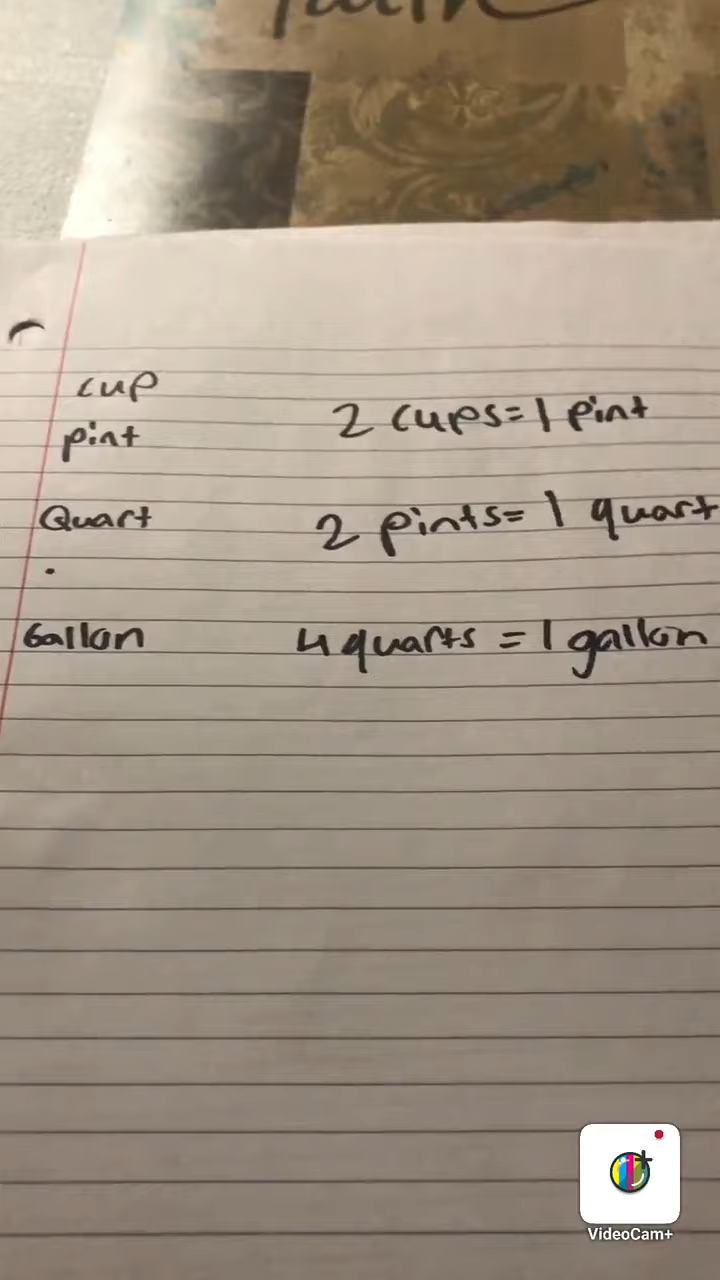 cup
2 cups = 1 pint
pint
Quart
2 pints = 1 quart
Gallon
4 quarts = 1 gallon
VideoCam+